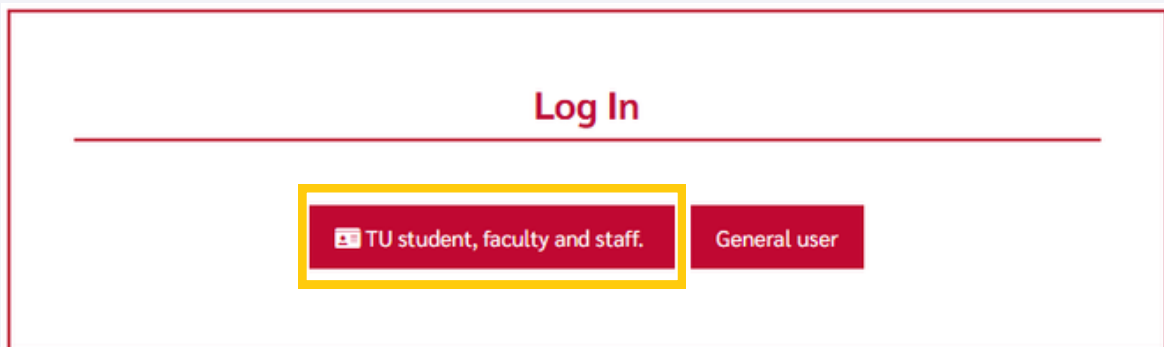 Log In
TU student, faculty and staff. General user